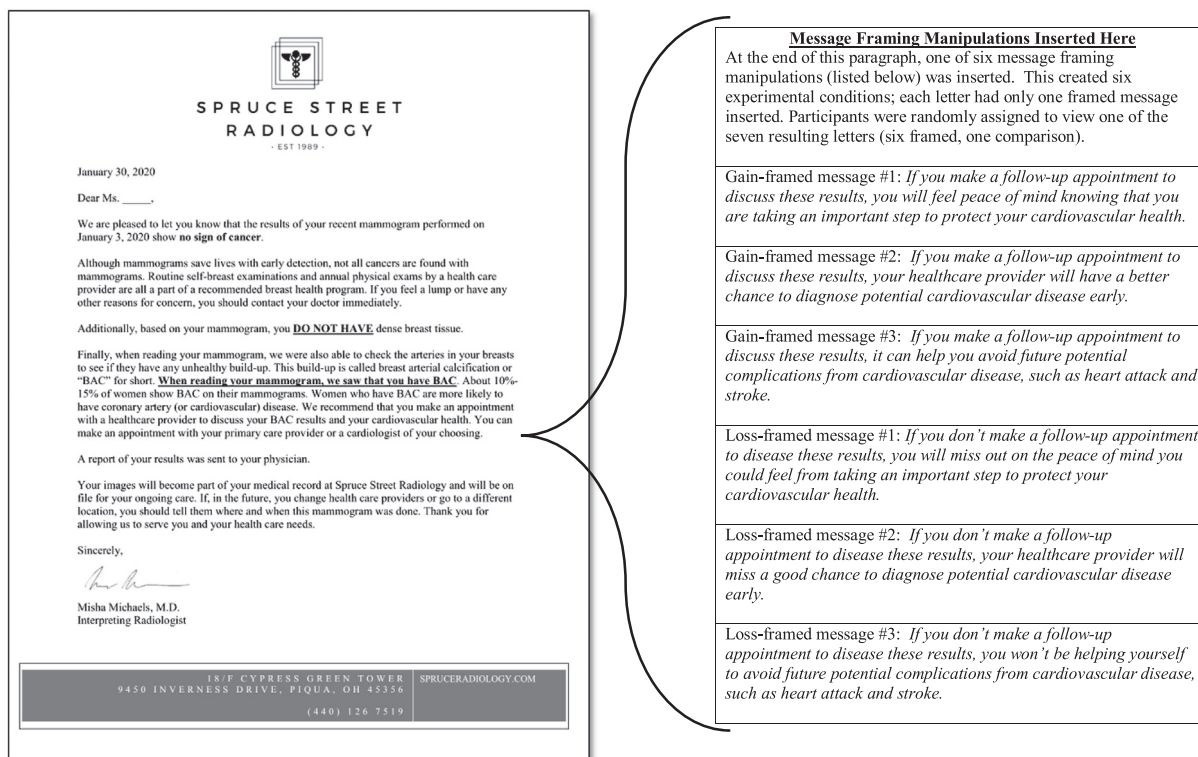 SPRUCE STREET
RADIOLOGY
- EST 1989 -
January 30, 2020
Dear Ms. _____,
We are pleased to let you know that the results of your recent mammogram performed on
January 3, 2020 show no sign of cancer.
Although mammograms save lives with early detection, not all cancers are found with
mammograms. Routine self-breast examinations and annual physical exams by a health care
provider are all a part of a recommended breast health program. If you feel a lump or have any
other reasons for concern, you should contact your doctor immediately.
Additionally, based on your mammogram, you DO NOT HAVE dense breast tissue.
Finally, when reading your mammogram, we were also able to check the arteries in your breasts
to see if they have any unhealthy build-up. This build-up is called breast arterial calcification or
"BAC" for short. When reading your mammogram, we saw that you have BAC. About 10%-
15% of women show BAC on their mammograms. Women who have BAC are more likely to
have coronary artery (or cardiovascular) disease. We recommend that you make an appointment
with a healthcare provider to discuss your BAC results and your cardiovascular health. You can
make an appointment with your primary care provider or a cardiologist of your choosing.
A report of your results was sent to your physician.
Your images will become part of your medical record at Spruce Street Radiology and will be on
file for your ongoing care. If, in the future, you change health care providers or go to a different
location, you should tell them where and when this mammogram was done. Thank you for
allowing us to serve you and your health care needs.
Sincerely,
Misha Michaels, M.D.
Interpreting Radiologist
18/F CYPRESS GREEN TOWER
9450 INVERNESS DRIVE, PIQUA, OH 45356
(440) 126 7519
SPRUCERADIOLOGY.COM
Message Framing Manipulations Inserted Here
At the end of this paragraph, one of six message framing
manipulations (listed below) was inserted. This created six
experimental conditions; each letter had only one framed message
inserted. Participants were randomly assigned to view one of the
seven resulting letters (six framed, one comparison).
Gain-framed message #1: If you make a follow-up appointment to
discuss these results, you will feel peace of mind knowing that you
are taking an important step to protect your cardiovascular health.
Gain-framed message #2: If you make a follow-up appointment to
discuss these results, your healthcare provider will have a better
chance to diagnose potential cardiovascular disease early.
Gain-framed message #3: If you make a follow-up appointment to
discuss these results, it can help you avoid future potential
complications from cardiovascular disease, such as heart attack and
stroke.
Loss-framed message #1: If you don't make a follow-up appointment
to disease these results, you will miss out on the peace of mind you
could feel from taking an important step to protect your
cardiovascular health.
Loss-framed message #2: If you don't make a follow-up
appointment to disease these results, your healthcare provider will
miss a good chance to diagnose potential cardiovascular disease
early.
Loss-framed message #3: If you don't make a follow-up
appointment to disease these results, you won't be helping yourself
to avoid future potential complications from cardiovascular disease,
such as heart attack and stroke.